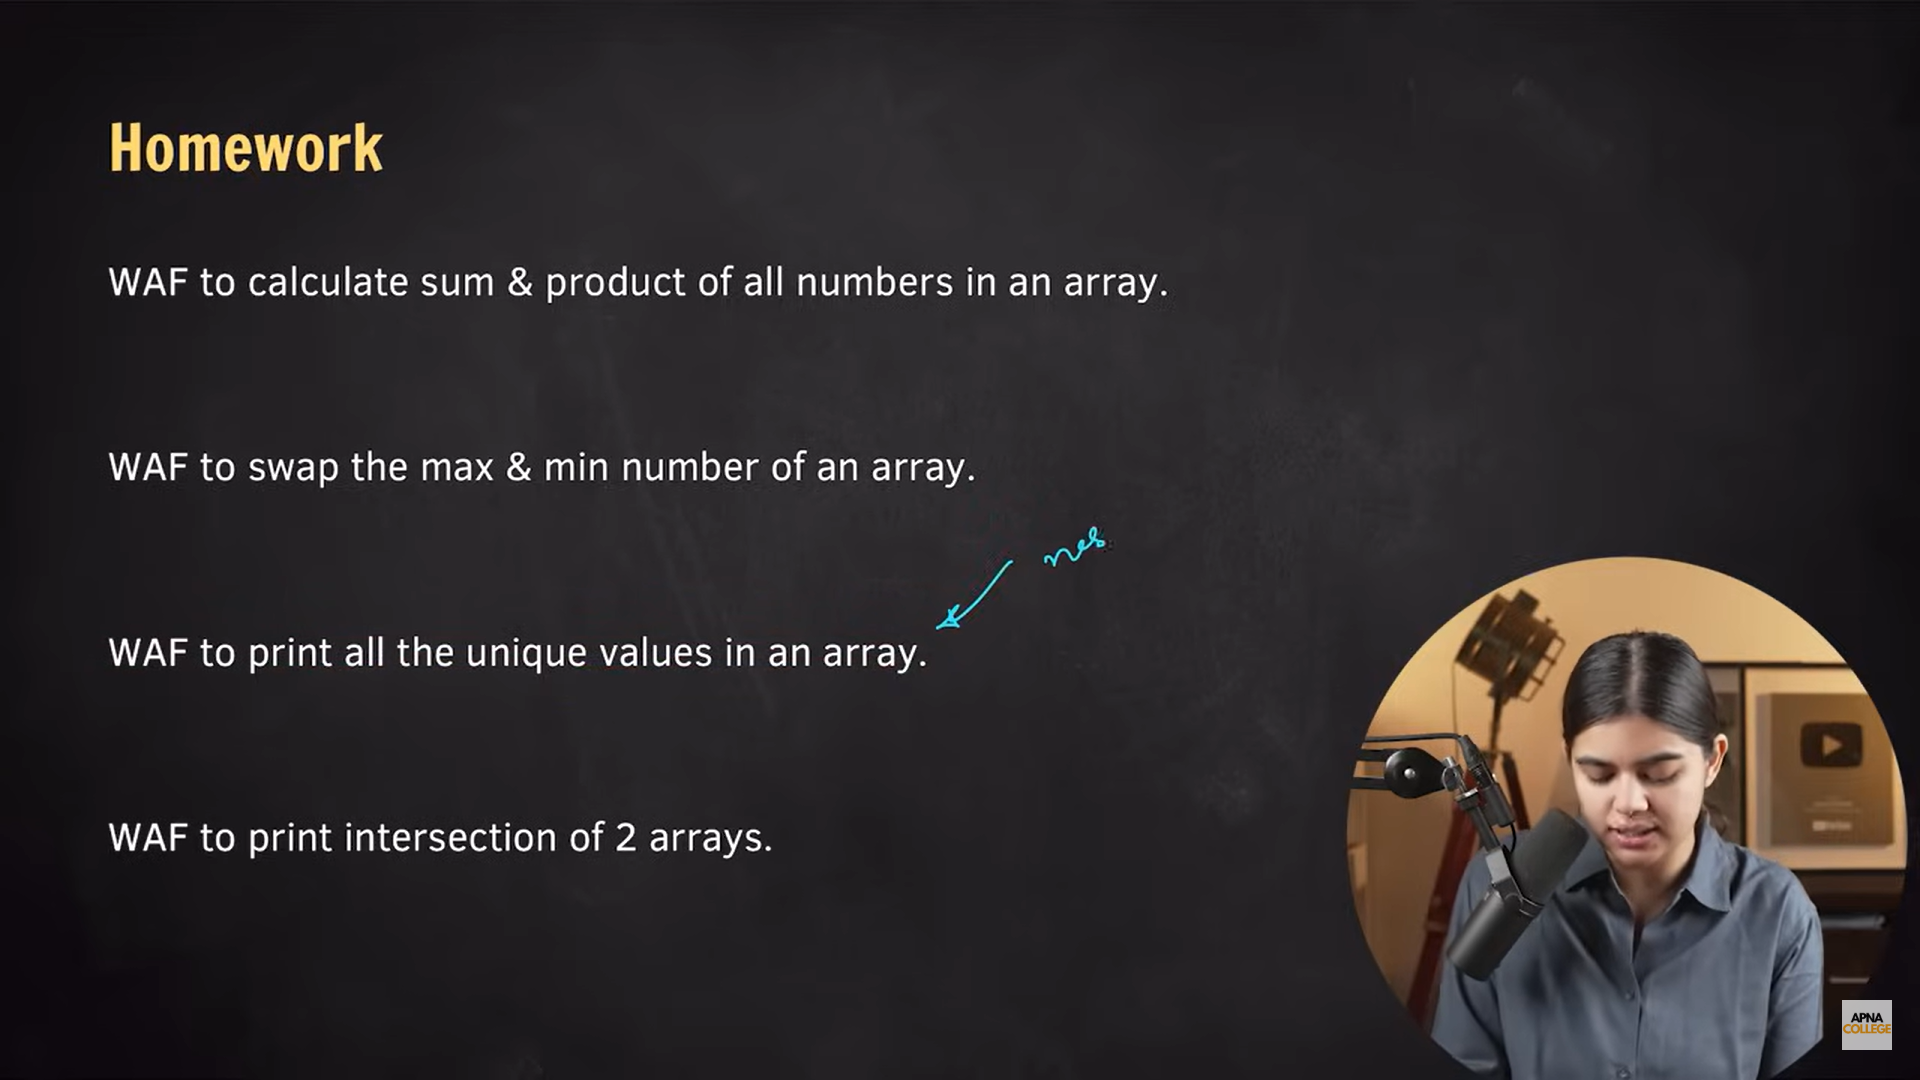 Homework
WAF to calculate sum & product of all numbers in an array.
WAF to swap the max & min number of an array.
nes
WAF to print all the unique values in an array.
WAF to print intersection of 2 arrays.
APNA
COLLEGE